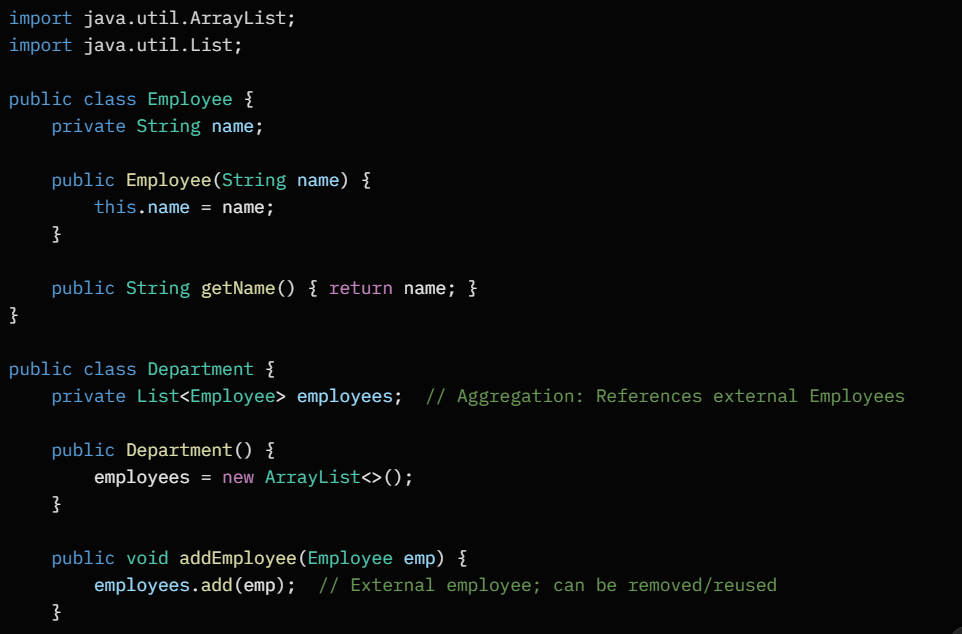 import java.util.ArrayList;
import java.util.List;

public class Employee {
    private String name;

    public Employee(String name) {
        this.name = name;
    }

    public String getName() { return name; }
}

public class Department {
    private List<Employee> employees;  // Aggregation: References external Employees

    public Department() {
        employees = new ArrayList<>();
    }

    public void addEmployee(Employee emp) {
        employees.add(emp);  // External employee; can be removed/reused
    }